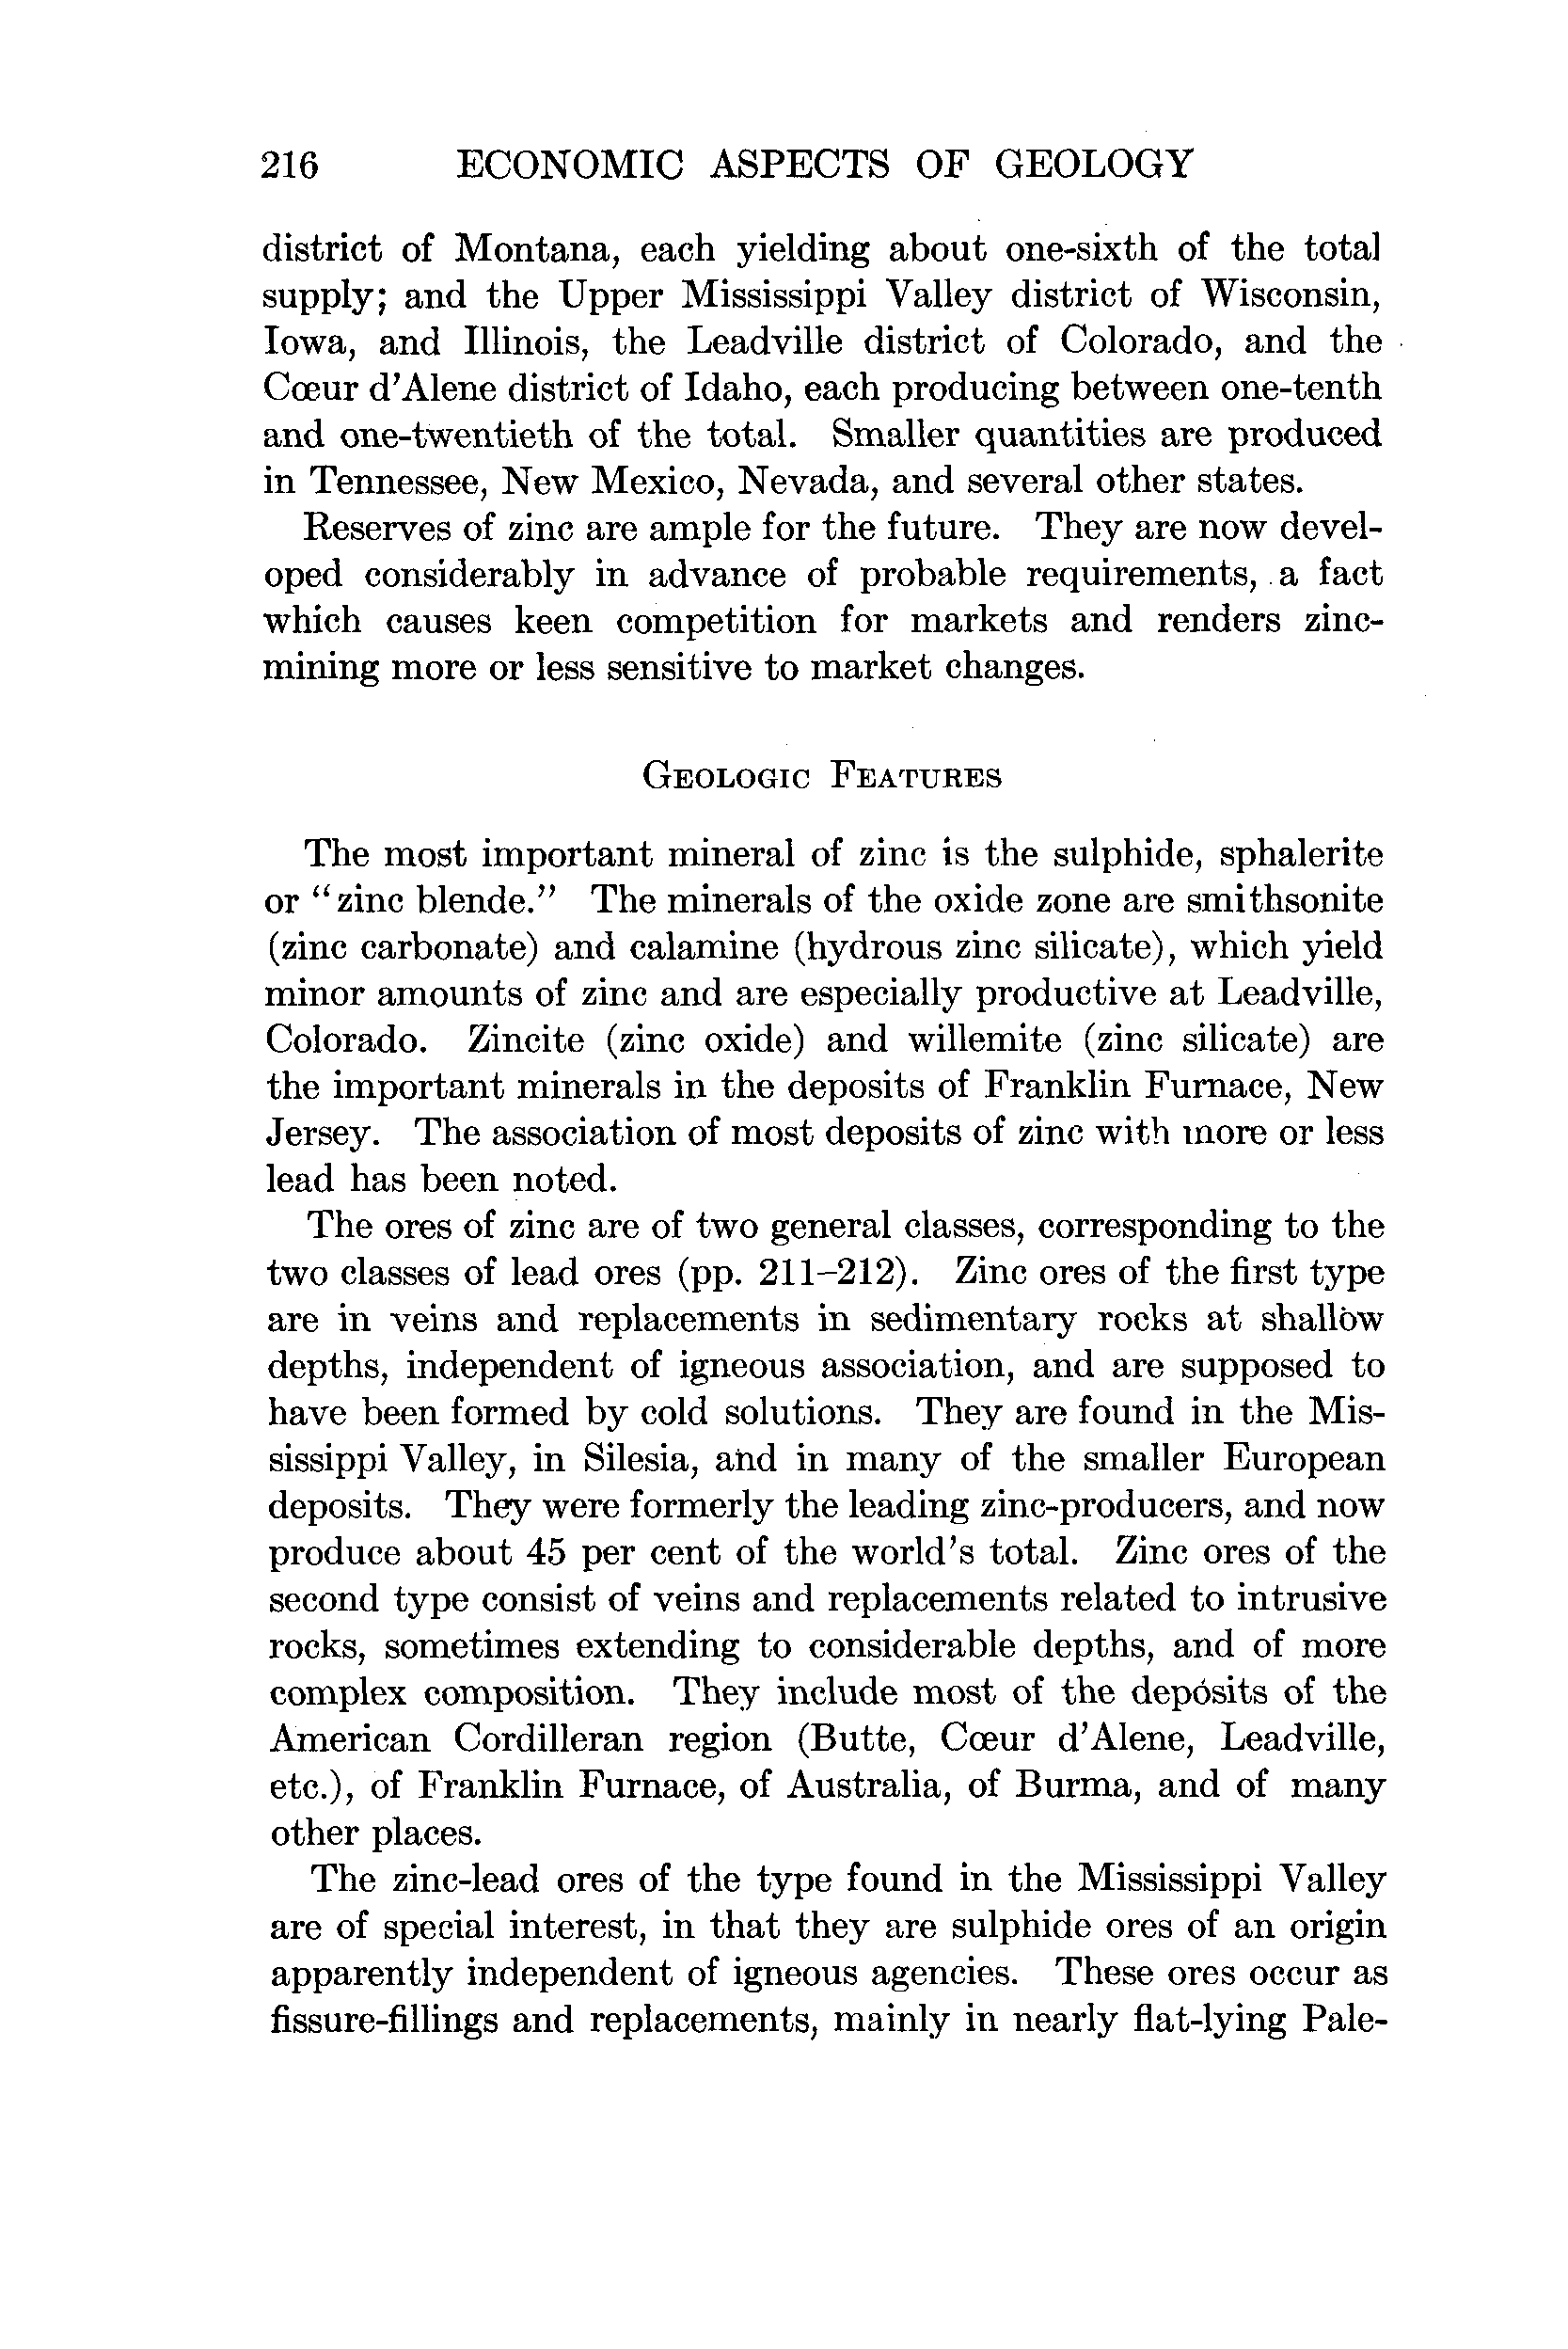 216 ECONOMIC ASPECTS OF GEOLOGY
district of Montana, each yielding about one-sixth of the total
supply; and the Upper Mississippi Valley district of Wisconsin,
Iowa, and Illinois, the Leadville district of Colorado, and the
Cœur d'Alene district of Idaho, each producing between one-tenth
and one-twentieth of the total. Smaller quantities are produced
in Tennessee, New Mexico, Nevada, and several other states.
Reserves of zinc are ample for the future. They are now devel-
oped considerably in advance of probable requirements, a fact
which causes keen competition for markets and renders zinc-
mining more or less sensitive to market changes.
GEOLOGIC FEATURES
The most important mineral of zinc is the sulphide, sphalerite
or "zinc blende." The minerals of the oxide zone are smithsonite
(zinc carbonate) and calamine (hydrous zinc silicate), which yield
minor amounts of zinc and are especially productive at Leadville,
Colorado. Zincite (zinc oxide) and willemite (zinc silicate) are
the important minerals in the deposits of Franklin Furnace, New
Jersey. The association of most deposits of zinc with more or less
lead has been noted.
The ores of zinc are of two general classes, corresponding to the
two classes of lead ores (pp. 211-212). Zinc ores of the first type
are in veins and replacements in sedimentary rocks at shallow
depths, independent of igneous association, and are supposed to
have been formed by cold solutions. They are found in the Mis-
sissippi Valley, in Silesia, and in many of the smaller European
deposits. They were formerly the leading zinc-producers, and now
produce about 45 per cent of the world's total. Zinc ores of the
second type consist of veins and replacements related to intrusive
rocks, sometimes extending to considerable depths, and of more
complex composition. They include most of the deposits of the
American Cordilleran region (Butte, Cœur d'Alene, Leadville,
etc.), of Franklin Furnace, of Australia, of Burma, and of many
other places.
The zinc-lead ores of the type found in the Mississippi Valley
are of special interest, in that they are sulphide ores of an origin
apparently independent of igneous agencies. These ores occur as
fissure-fillings and replacements, mainly in nearly flat-lying Pale-